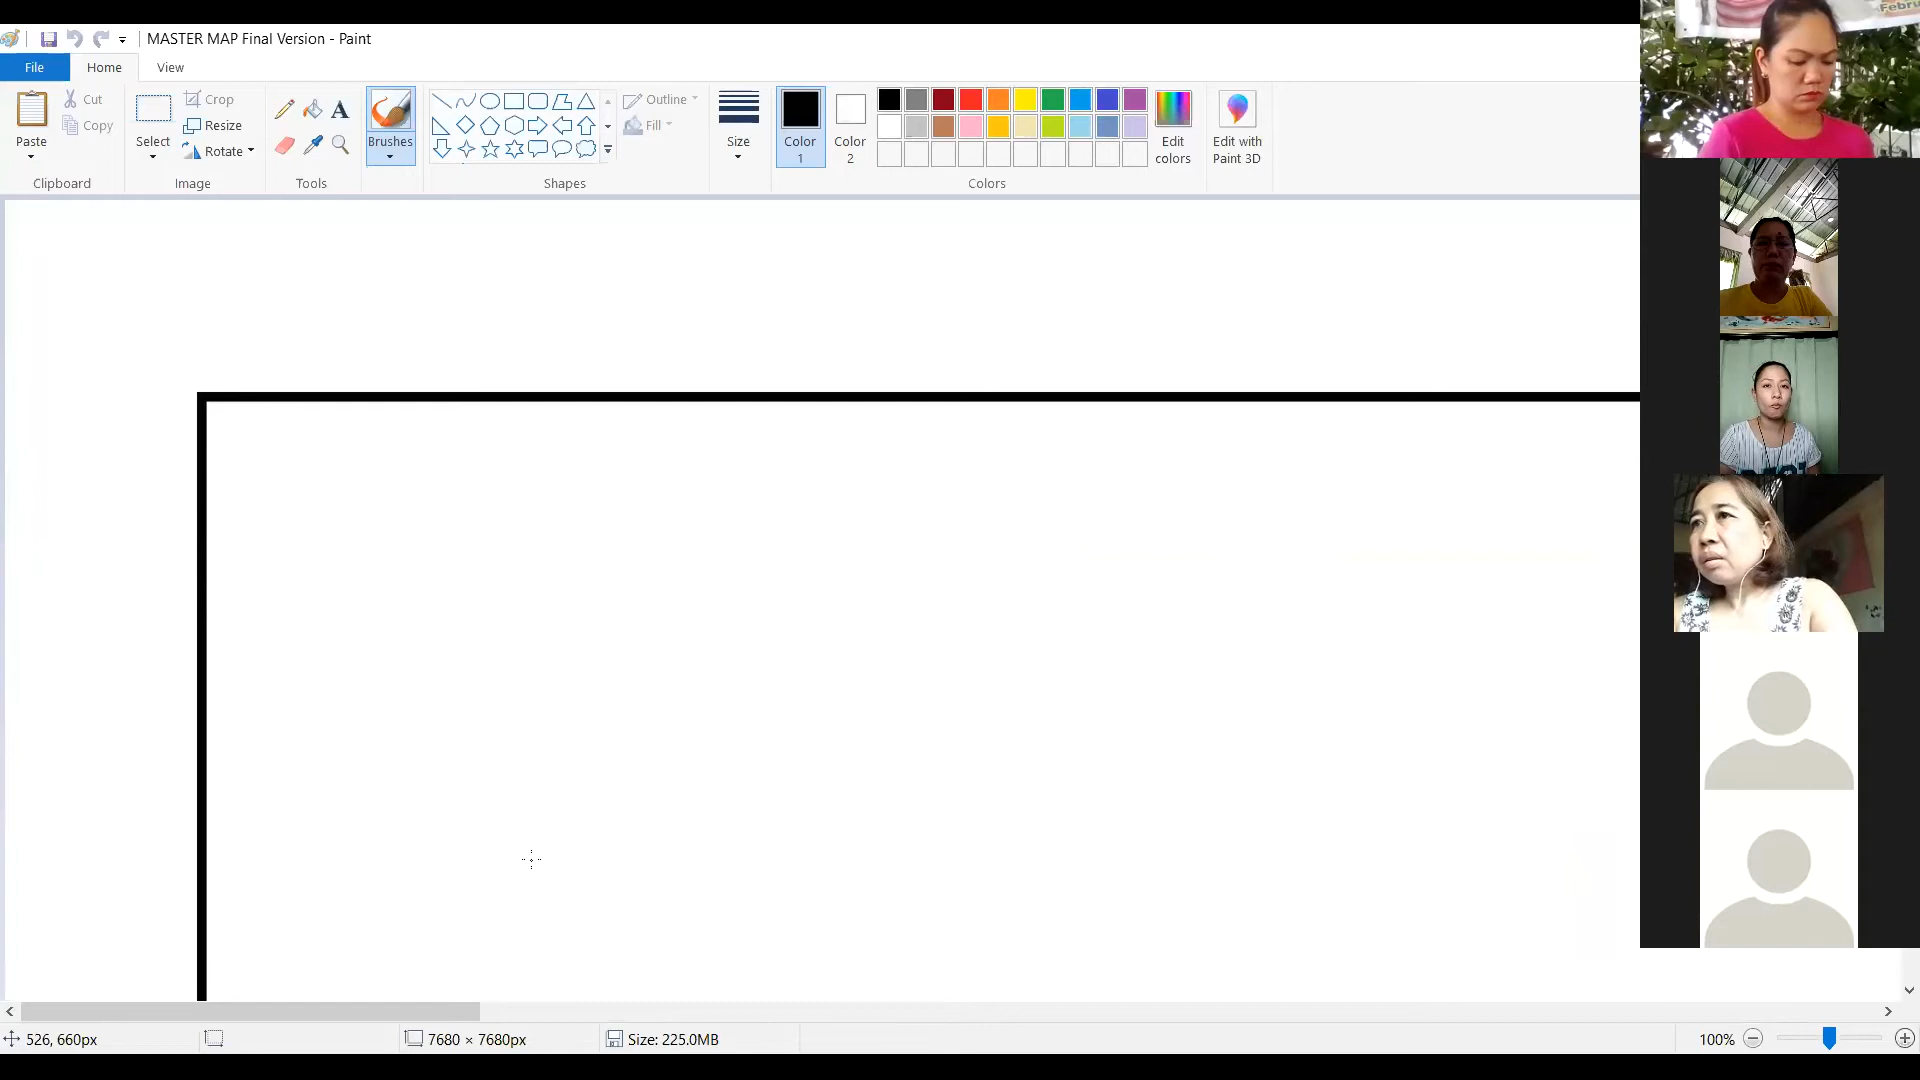 MASTER MAP Final Version - Paint
File
Home
View
Paste
Cut
Copy
Clipboard
Select
Crop
Resize
Rotate
Image
A
Tools
Brushes
Outline
Fill
Shapes
Size
Color
1
Color
2
Edit
colors
Edit with
Paint 3D
Colors
Febru
526, 660px
7680 × 7680px
Size: 225.0MB
100%